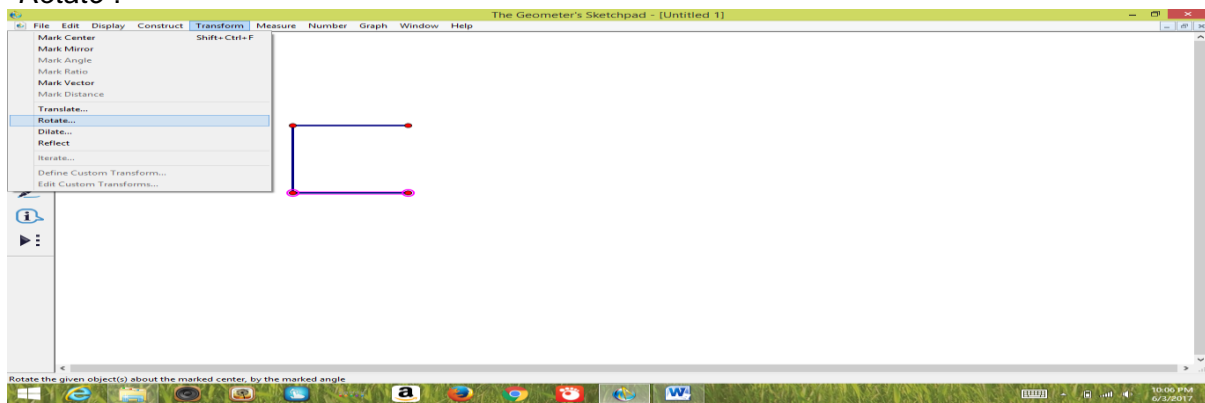 Rotate .
The Geometer's Sketchpad - [Untitled 1]
File Edit Display Construct Transform Measure Number Graph Window Help
Mark Center Shift+Ctrl+F
Mark Mirror
Mark Angle
Mark Ratio
Mark Vector
Mark Distance
Translate...
Rotate...
Dilate...
Reflect
Iterate...
Define Custom Transform...
Edit Custom Transforms...
Rotate the given object(s) about the marked center, by the marked angle
a
W
10:06 PM
6/3/2017